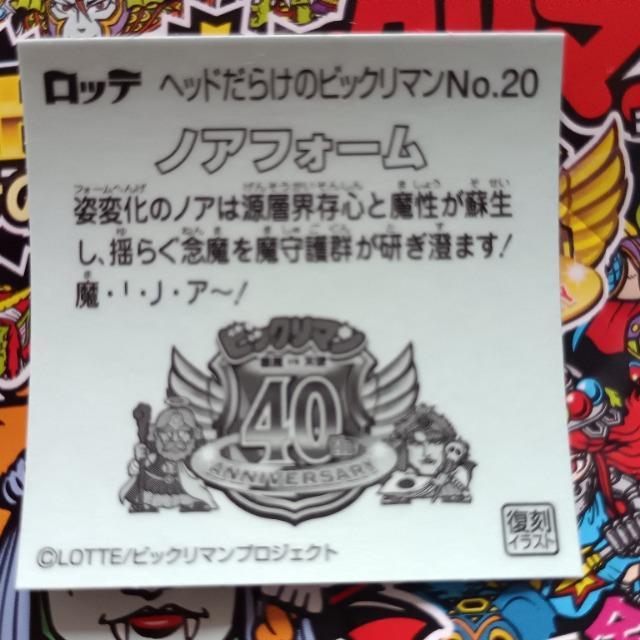 ロッテ ヘッドだらけのビックリマンNo.20
ノアフォーム
姿変化のノアは源層界存心と魔性が蘇生
し、揺らぐ念魔を魔守護群が研ぎ澄ます!
魔・！・J・ア～!
ビックリマン
40
ANNIVERSARY
©LOTTE/ビックリマンプロジェクト
復刻
イラスト